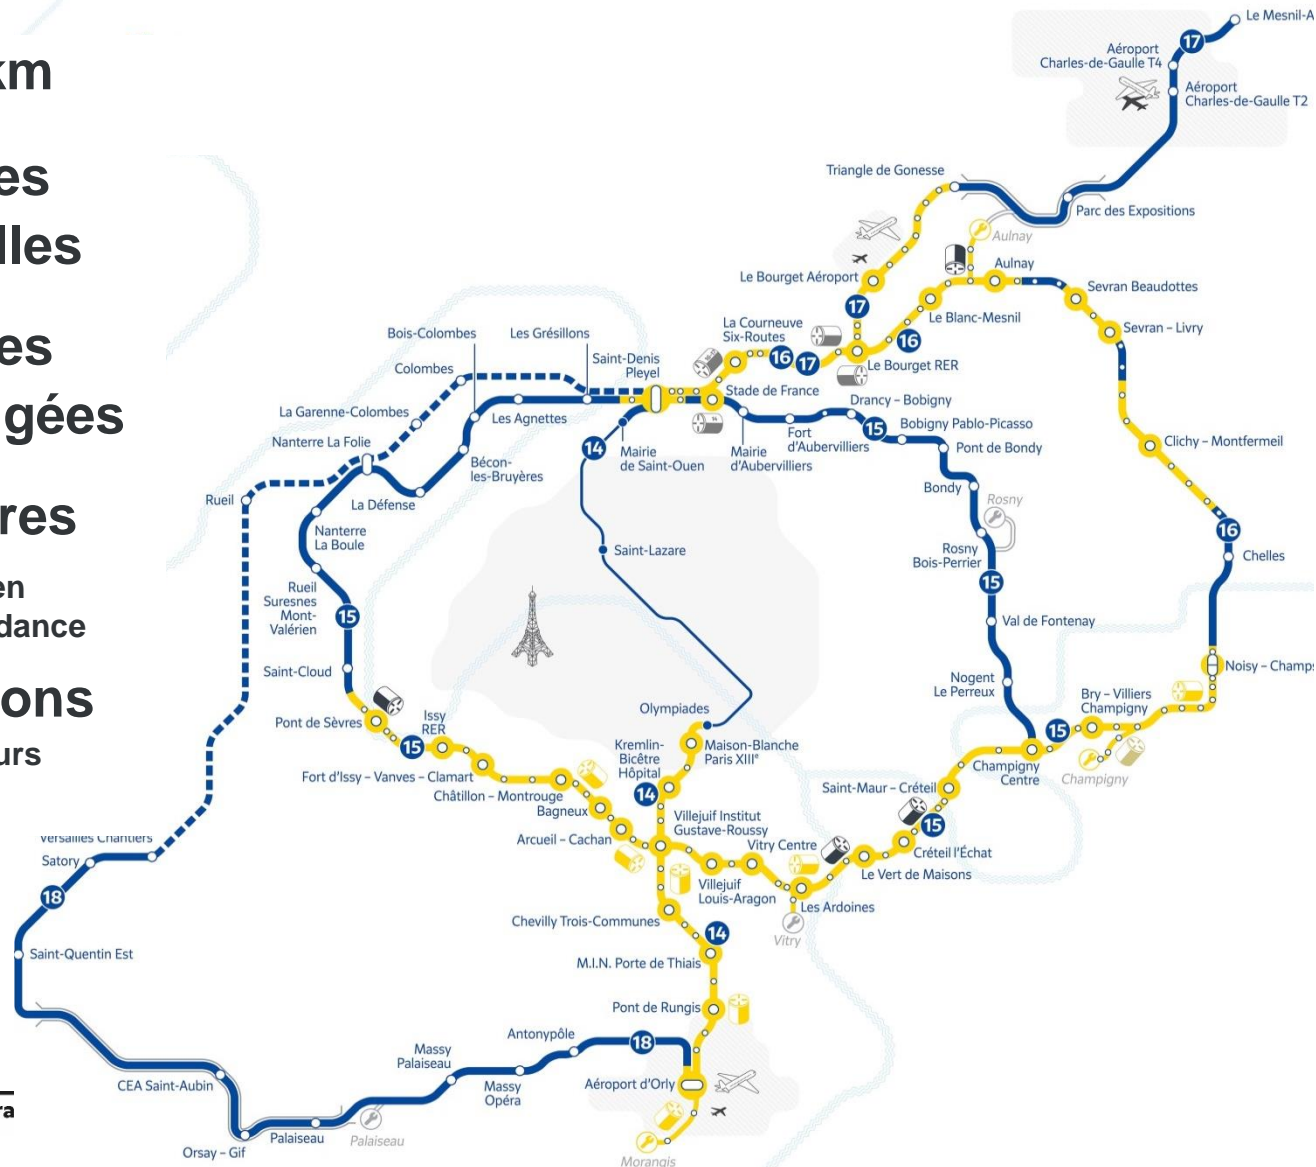 km
es
lles
es
gées
res
en
dance
ons
urs
ra
Le Mesnil-A
17
Aéroport
Charles-de-Gaulle T4
Aéroport
Charles-de-Gaulle T2
Triangle de Gonesse
Parc des Expositions
Aulnay
Aulnay
Le Bourget Aéroport
Sevran Beaudottes
17
Le Blanc-Mesnil
La Courneuve
Six-Routes
Sevran – Livry
16
17
16
Le Bourget RER
Bois-Colombes
Les Grésillons
Saint-Denis
Pleyel
Colombes
Stade de France
La Garenne-Colombes
Les Agnettes
Drancy – Bobigny
15
Bobigny Pablo-Picasso
Fort
d'Aubervilliers
Mairie
d'Aubervilliers
Pont de Bondy
Clichy – Montfermeil
Nanterre La Folie
14
Mairie
de Saint-Ouen
Bécon-
les-Bruyères
La Défense
Rueil
Bondy
Rosny
Nanterre
La Boule
16
Saint-Lazare
Rosny
Bois-Perrier
Chelles
Rueil
Suresnes
Mont-
Valérien
15
15
Val de Fontenay
Saint-Cloud
Noisy – Champs
Nogent
Le Perreux
Pont de Sèvres
Issy
RER
15
Olympiades
Bry – Villiers
Champigny
15
Kremlin-
Bicêtre
Hôpital
Maison-Blanche
Paris XIIIe
Fort d'Issy – Vanves – Clamart
Champigny
Centre
Champigny
Châtillon – Montrouge
14
Saint-Maur – Créteil
Bagneux
Villejuif Institut
Gustave-Roussy
15
Arcueil – Cachan
Vitry Centre
Créteil l'Échat
Le Vert de Maisons
Villejuif
Louis-Aragon
Les Ardoines
Vitry
Versailles Chantiers
Satory
18
Chevilly Trois-Communes
14
Saint-Quentin Est
M.I.N. Porte de Thiais
Pont de Rungis
Antonypôle
18
Massy
Palaiseau
Massy
Opéra
Aéroport d'Orly
CEA Saint-Aubin
Palaiseau
Palaiseau
Orsay – Gif
Morangis